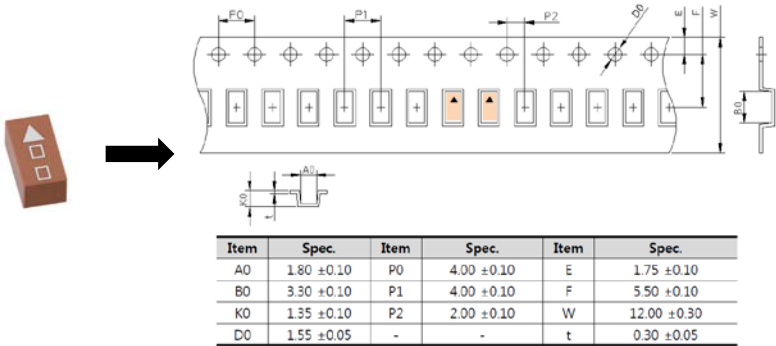 P0 P1 P2 D0 E F W
B0
A0
K0
t
Item Spec. Item Spec. Item Spec.
A0 1.80 ±0.10 P0 4.00 ±0.10 E 1.75 ±0.10
B0 3.30 ±0.10 P1 4.00 ±0.10 F 5.50 ±0.10
K0 1.35 ±0.10 P2 2.00 ±0.10 W 12.00 ±0.30
D0 1.55 ±0.05 - - t 0.30 ±0.05